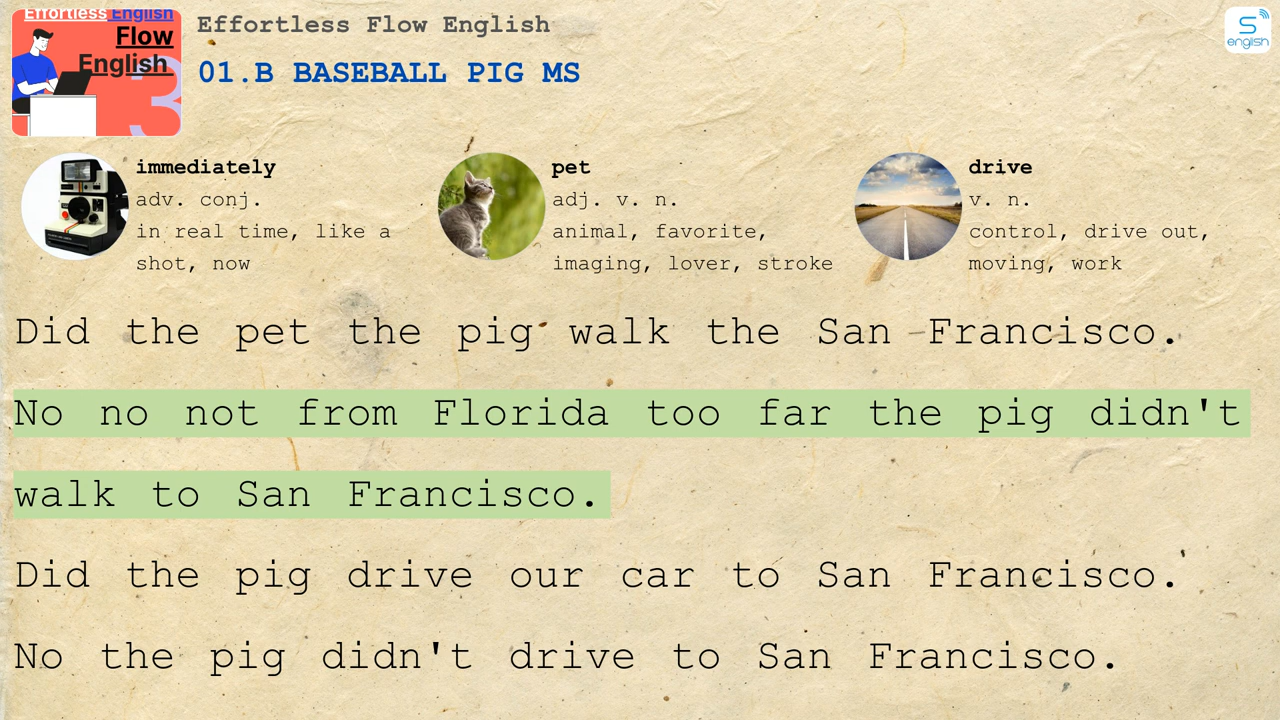 Effortless English
Flow
English
3
Effortless Flow English
01.B BASEBALL PIG MS
S
english
immediately
adv. conj.
in real time, like a
shot, now
pet
adj. v. n.
animal, favorite,
imaging, lover, stroke
drive
v. n.
control, drive out,
moving, work
Did the pet the pig walk the San Francisco.
No no not from Florida too far the pig didn't
walk to San Francisco.
Did the pig drive our car to San Francisco.
No the pig didn't drive to San Francisco.